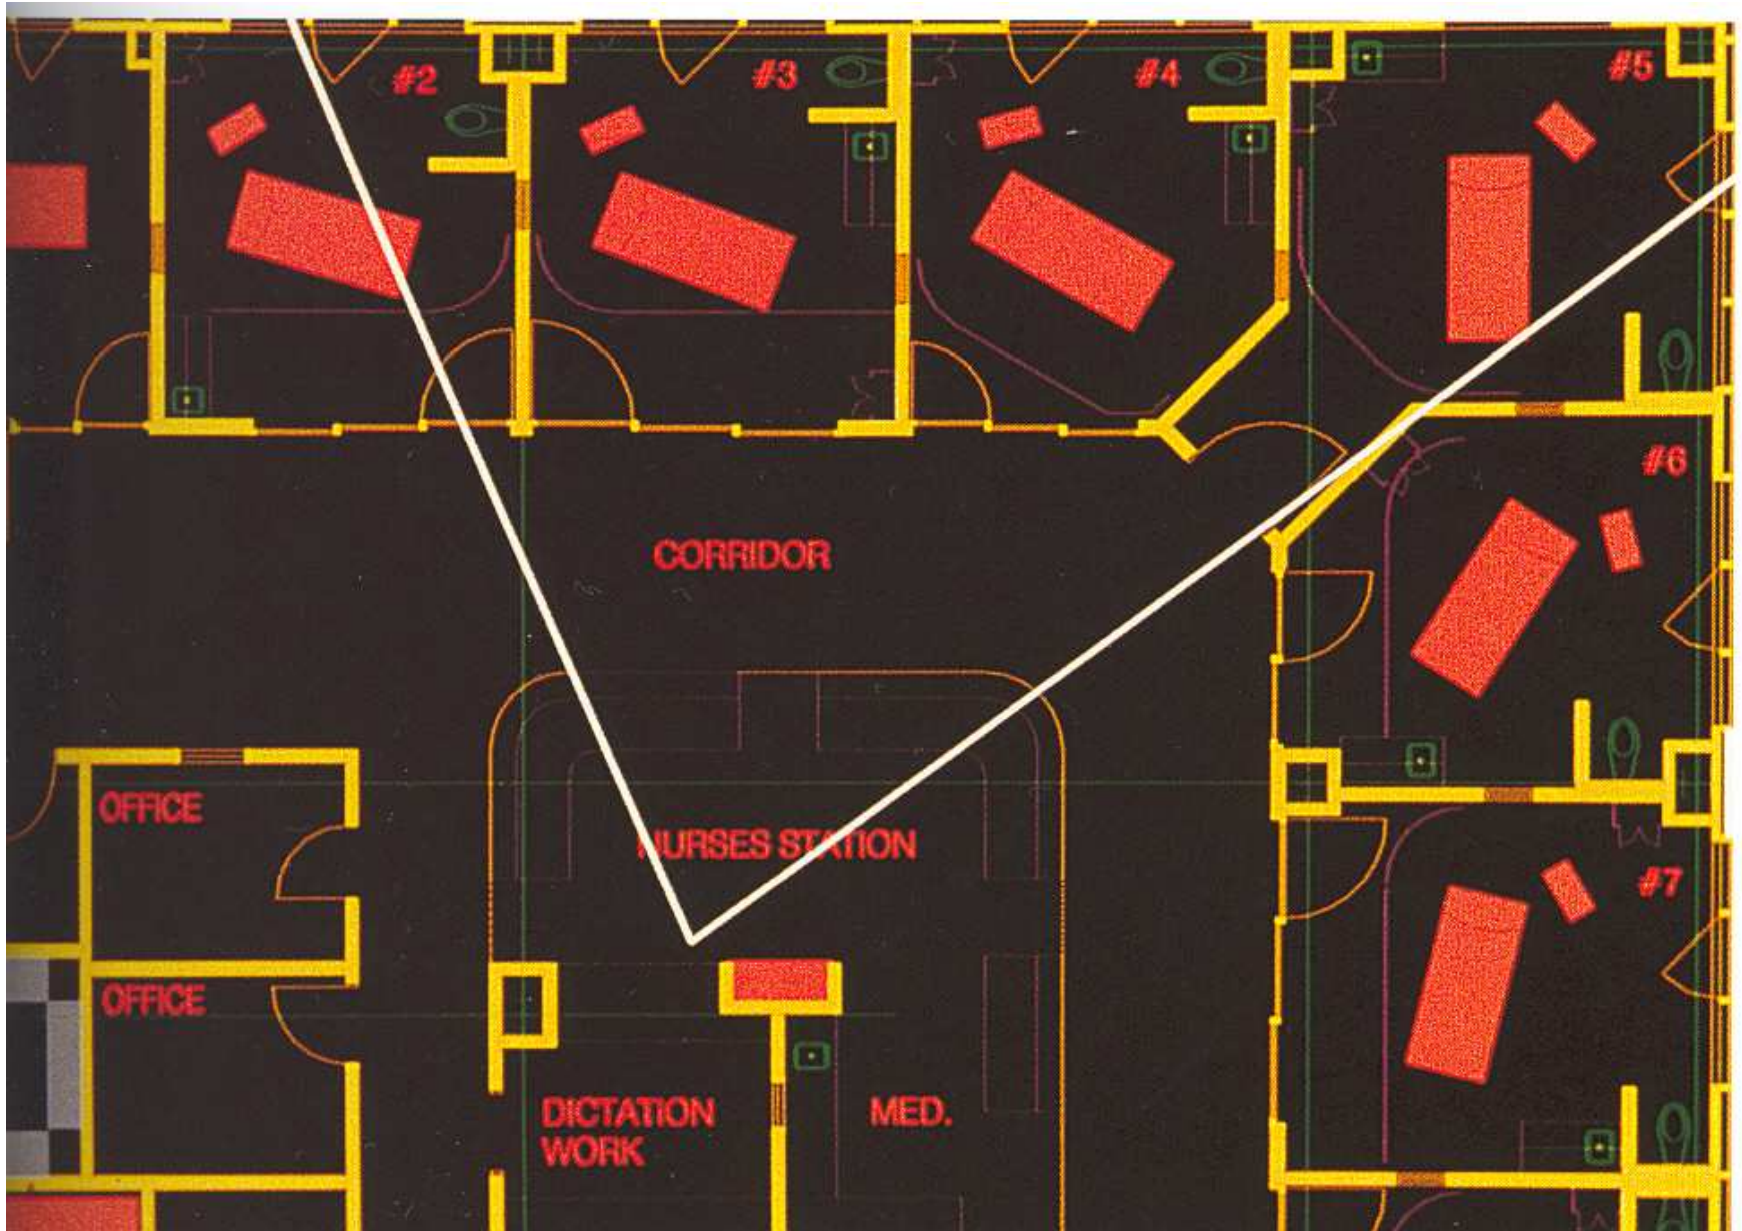 #2
#3
#4
#5
CORRIDOR
#6
OFFICE
NURSES STATION
#7
OFFICE
DICTATION
WORK
MED.